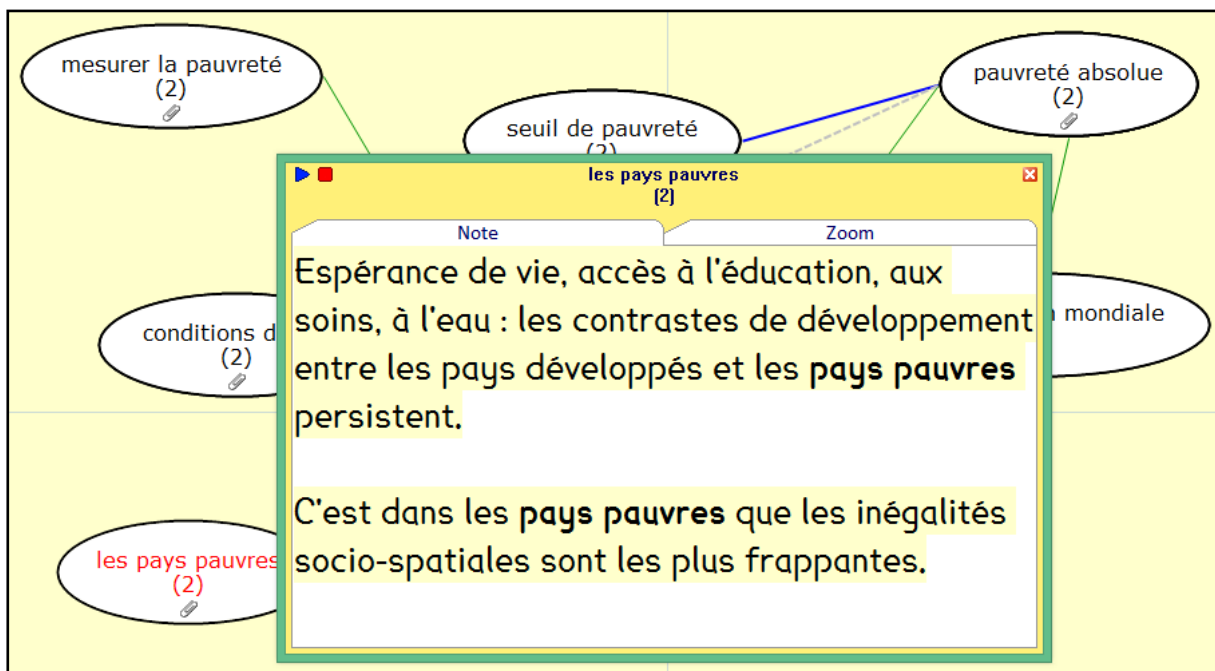 mesurer la pauvreté
(2)
pauvreté absolue
(2)
seuil de pauvreté
(2)
les pays pauvres
(2)
Note
Zoom
Espérance de vie, accès à l'éducation, aux
soins, à l'eau : les contrastes de développement
entre les pays développés et les pays pauvres
persistent.
C'est dans les pays pauvres que les inégalités
socio-spatiales sont les plus frappantes.
conditions d
(2)
mondiale
les pays pauvres
(2)